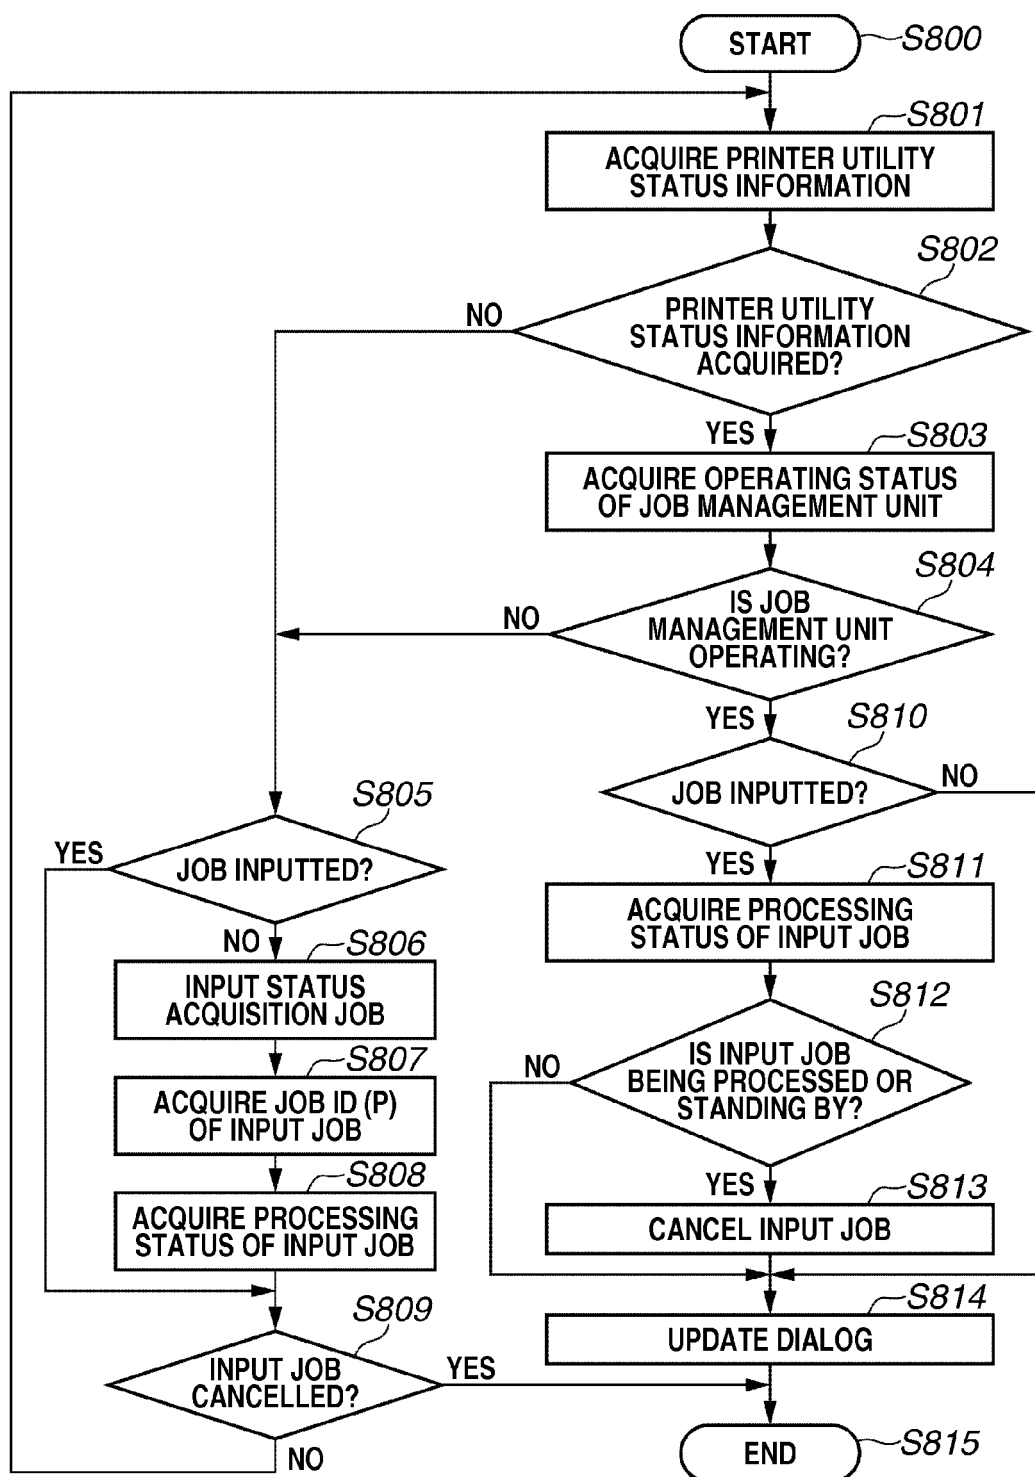 START
S800
S801
ACQUIRE PRINTER UTILITY
STATUS INFORMATION
S802
PRINTER UTILITY
STATUS INFORMATION
ACQUIRED?
NO
YES
S803
ACQUIRE OPERATING STATUS
OF JOB MANAGEMENT UNIT
S804
IS JOB
MANAGEMENT UNIT
OPERATING?
NO
YES
S810
JOB INPUTTED?
NO
YES
S805
JOB INPUTTED?
YES
NO
S806
INPUT STATUS
ACQUISITION JOB
S807
ACQUIRE JOB ID (P)
OF INPUT JOB
S808
ACQUIRE PROCESSING
STATUS OF INPUT JOB
S809
INPUT JOB
CANCELLED?
YES
NO
S811
ACQUIRE PROCESSING
STATUS OF INPUT JOB
S812
IS INPUT JOB
BEING PROCESSED OR
STANDING BY?
NO
YES
S813
CANCEL INPUT JOB
S814
UPDATE DIALOG
END
S815